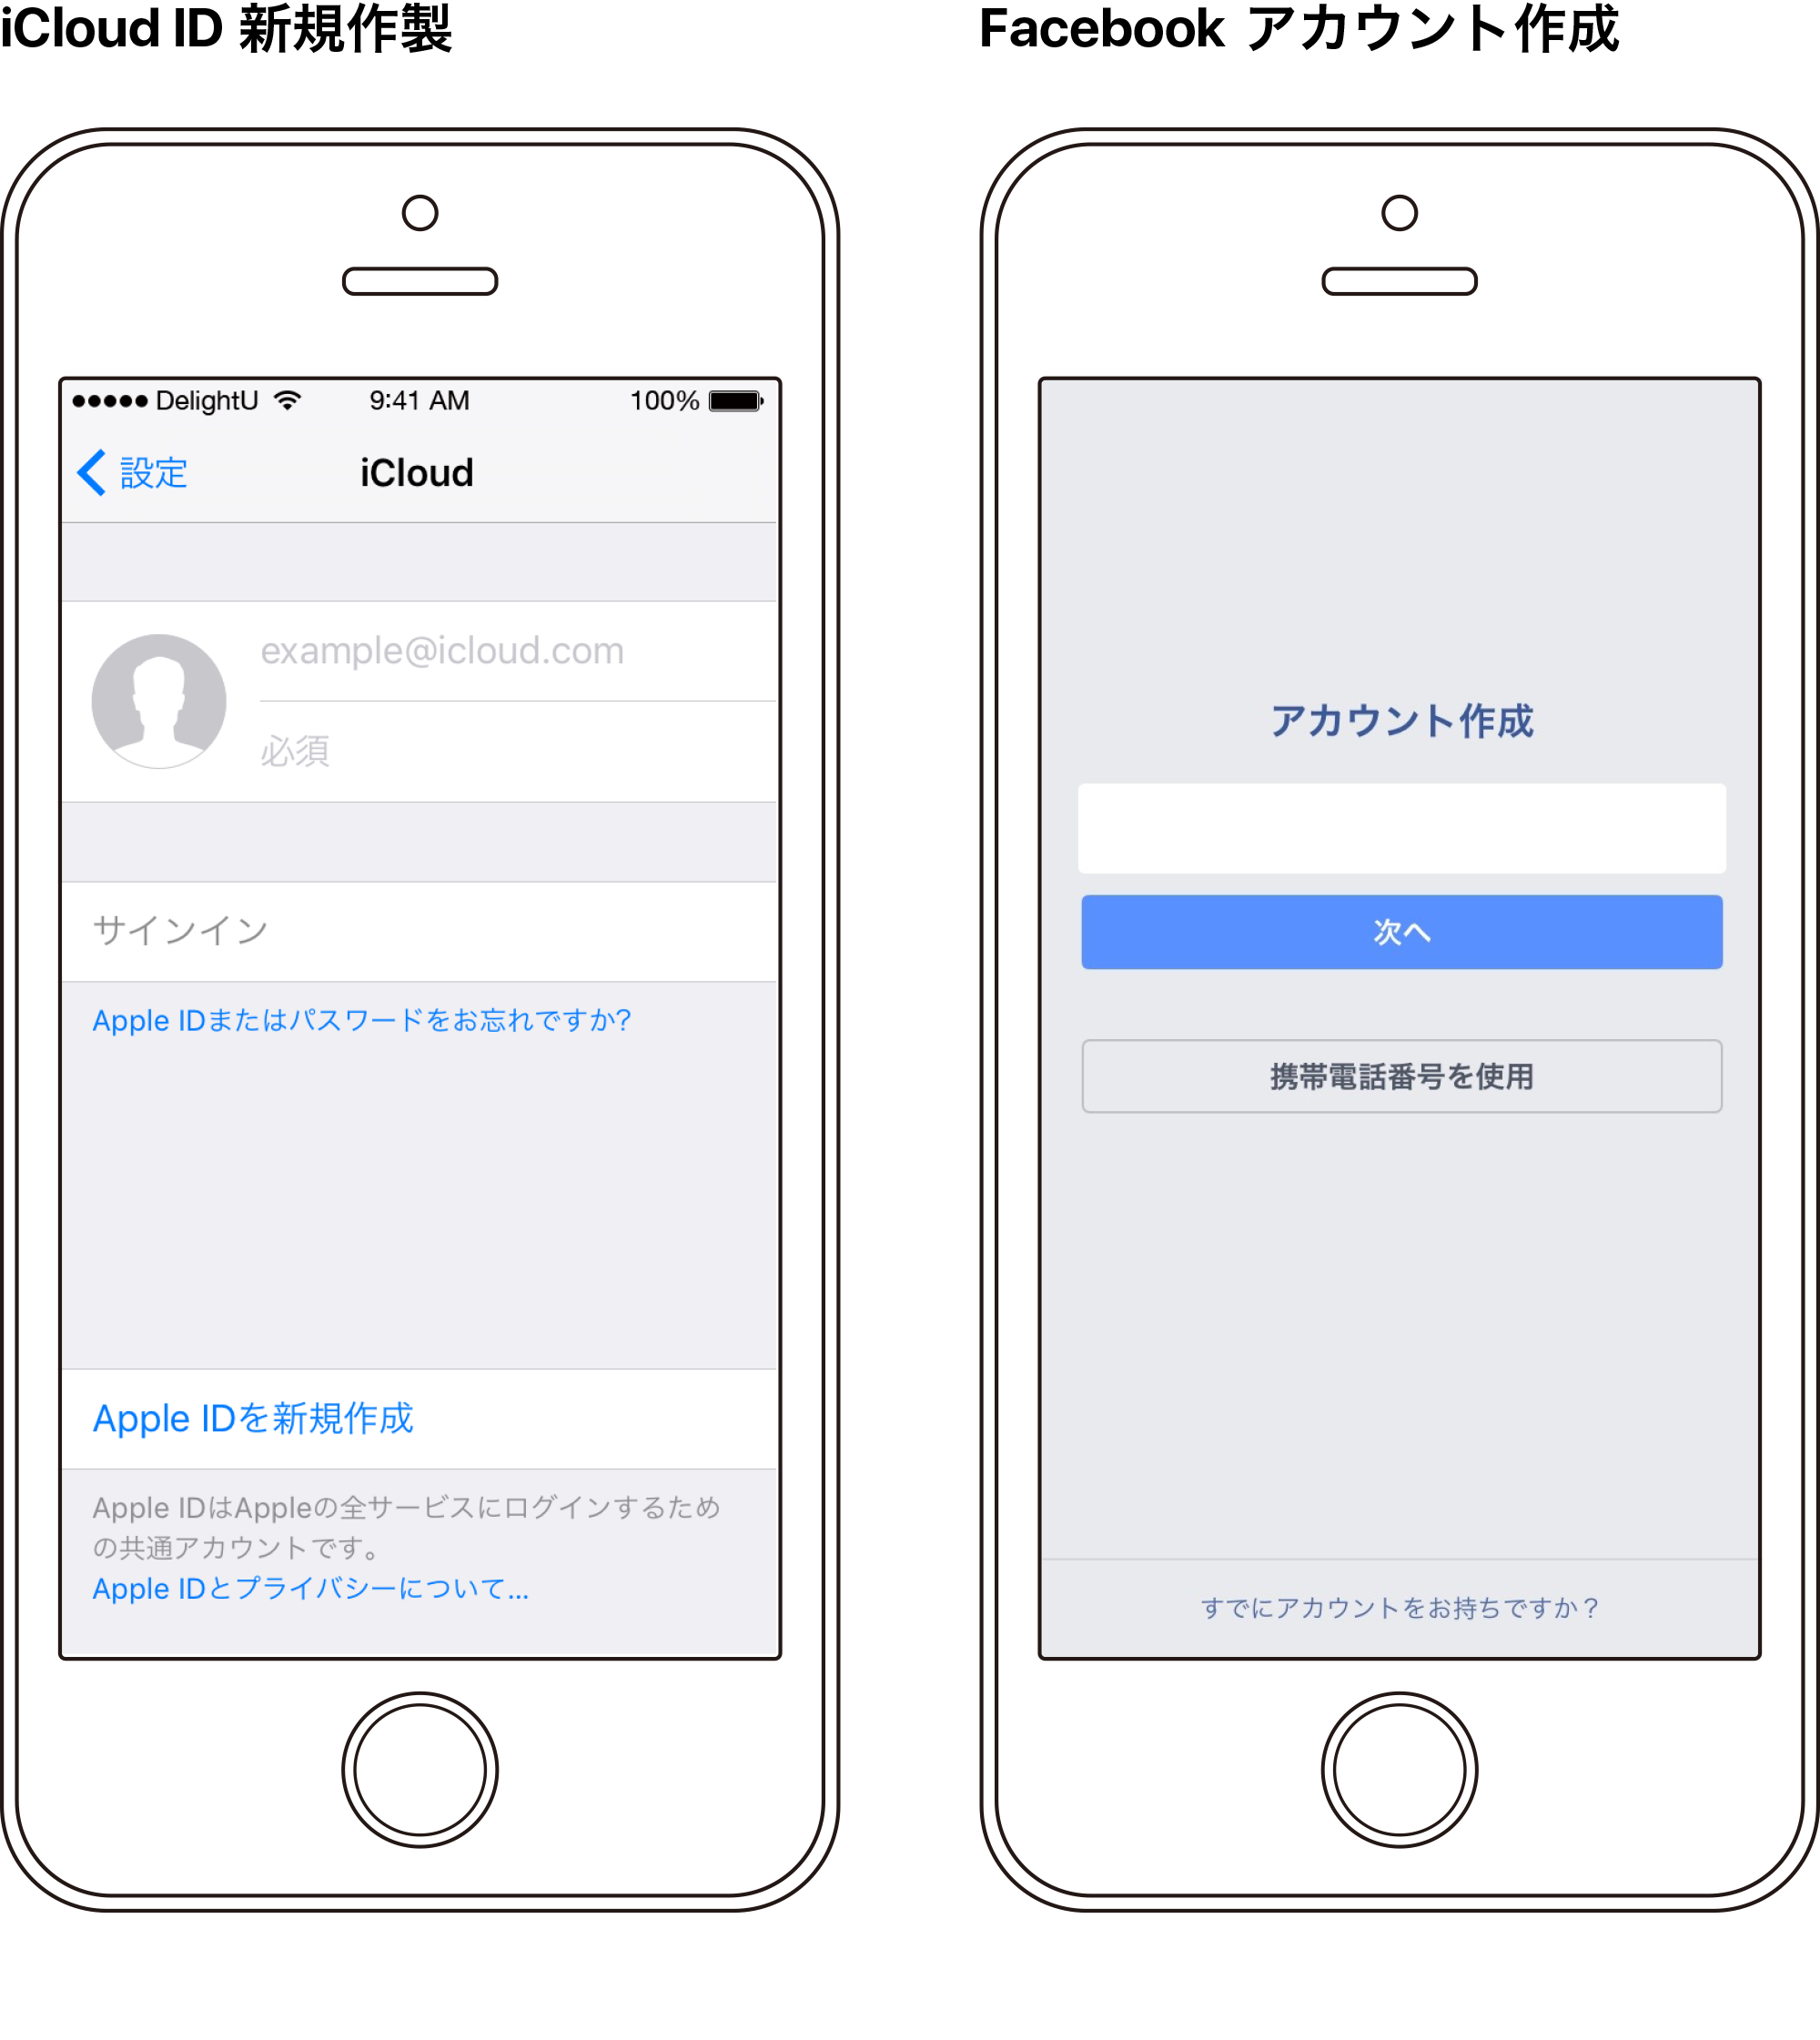 iCloud ID 新規作製
DelightU 9:41 AM 100%
設定 iCloud
example@icloud.com
必須
サインイン
Apple IDまたはパスワードをお忘れですか?
Apple IDを新規作成
Apple IDはAppleの全サービスにログインするため
の共通アカウントです。
Apple IDとプライバシーについて...
Facebook アカウント作成
アカウント作成
次へ
携帯電話番号を使用
すでにアカウントをお持ちですか？